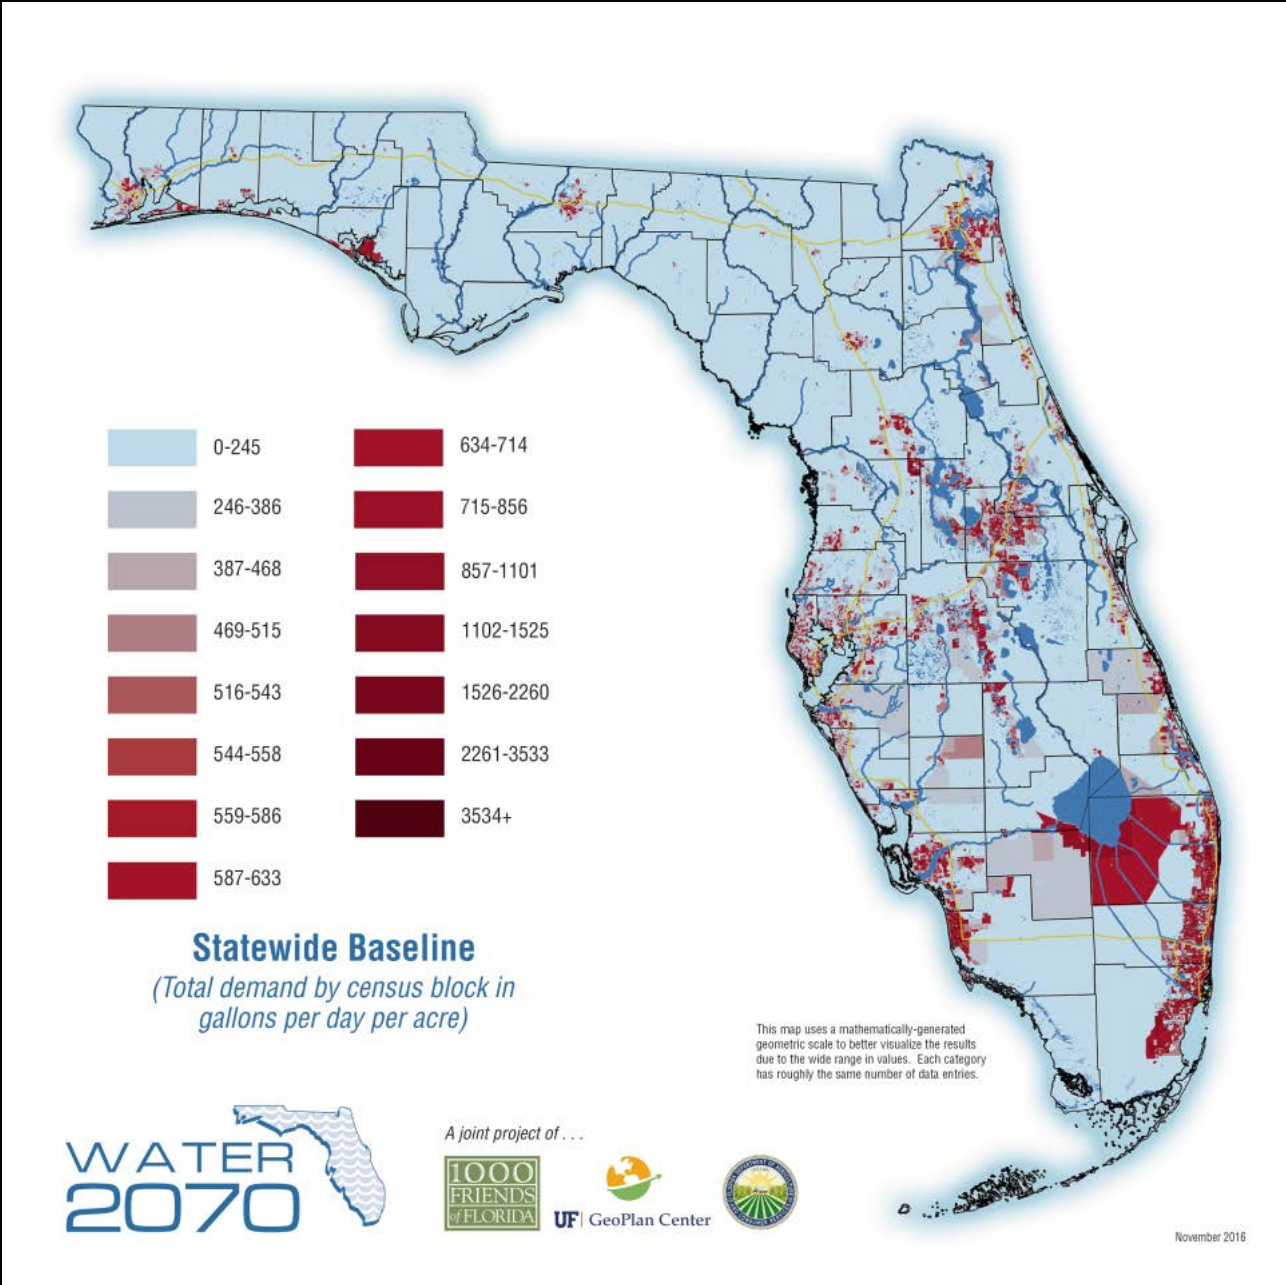 0-245
246-386
387-468
469-515
516-543
544-558
559-586
587-633
634-714
715-856
857-1101
1102-1525
1526-2260
2261-3533
3534+
Statewide Baseline
(Total demand by census block in
gallons per day per acre)
This map uses a mathematically-generated
geometric scale to better visualize the results
due to the wide range in values. Each category
has roughly the same number of data entries.
WATER
2070
A joint project of . . .
1000
FRIENDS
of FLORIDA
UF GeoPlan Center
November 2016